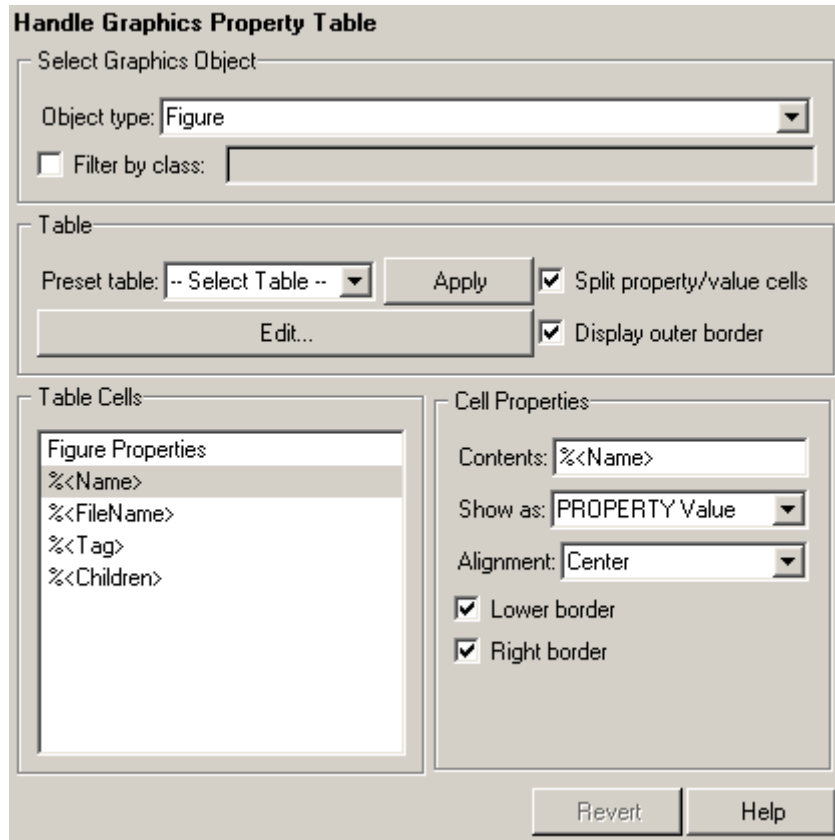 Handle Graphics Property Table
Select Graphics Object
Object type: Figure
Filter by class:
Table
Preset table: -- Select Table -- Apply Split property/value cells
Edit... Display outer border
Table Cells
Figure Properties
%<Name>
%<FileName>
%<Tag>
%<Children>
Cell Properties
Contents: %<Name>
Show as: PROPERTY Value
Alignment: Center
Lower border
Right border
Revert Help